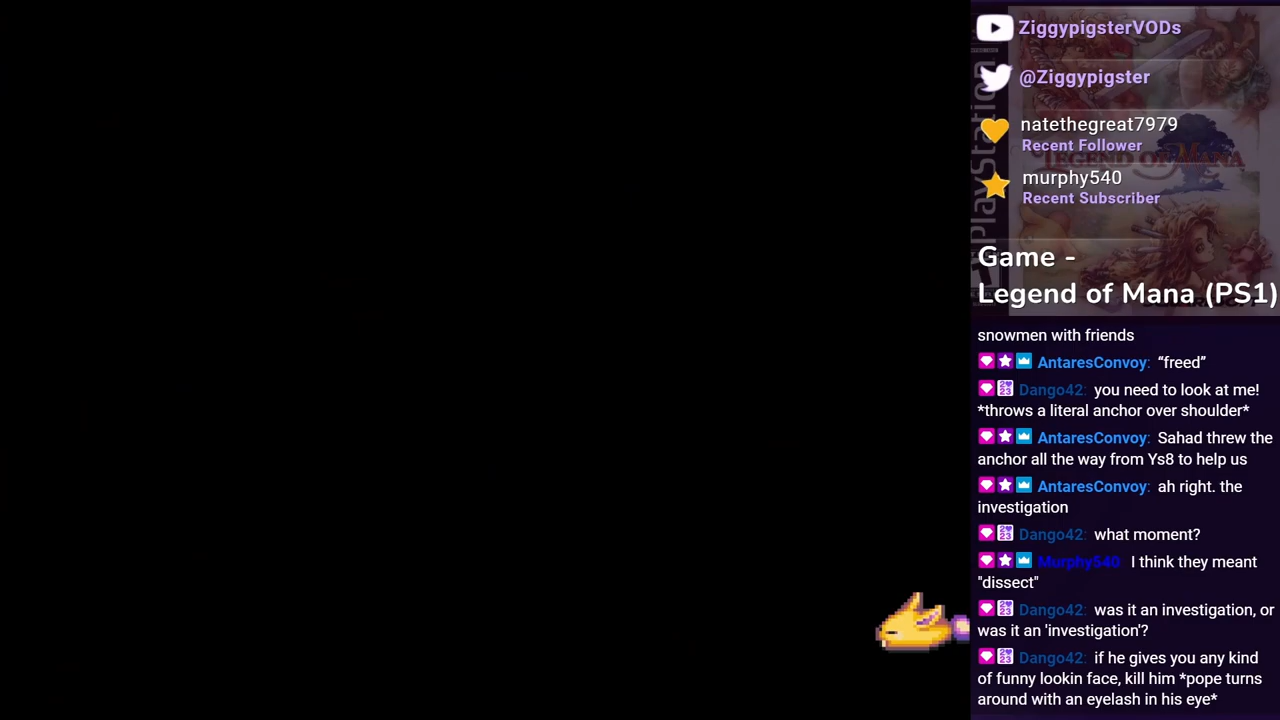 ZiggypigsterVODs
@Ziggypigster
natethegreat7979
Recent Follower
murphy540
Recent Subscriber
PlayStation
LEGEND OF MANA
Game -
Legend of Mana (PS1)
snowmen with friends
AntaresConvoy: “freed”
Dango42: you need to look at me!
*throws a literal anchor over shoulder*
AntaresConvoy: Sahad threw the
anchor all the way from Ys8 to help us
AntaresConvoy: ah right. the
investigation
Dango42: what moment?
Murphy540 I think they meant
"dissect"
Dango42: was it an investigation, or
was it an 'investigation'?
Dango42: if he gives you any kind
of funny lookin face, kill him *pope turns
around with an eyelash in his eye*